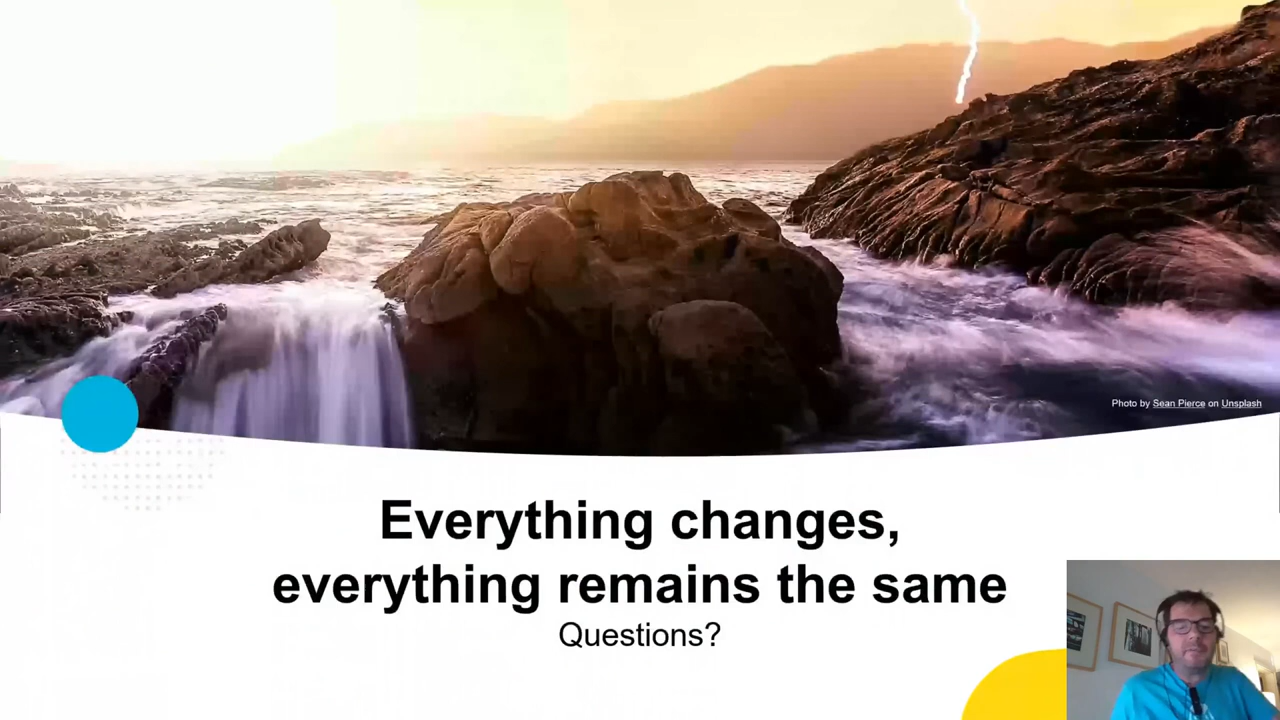 Photo by Sean Pierce on Unsplash
Everything changes,
everything remains the same
Questions?